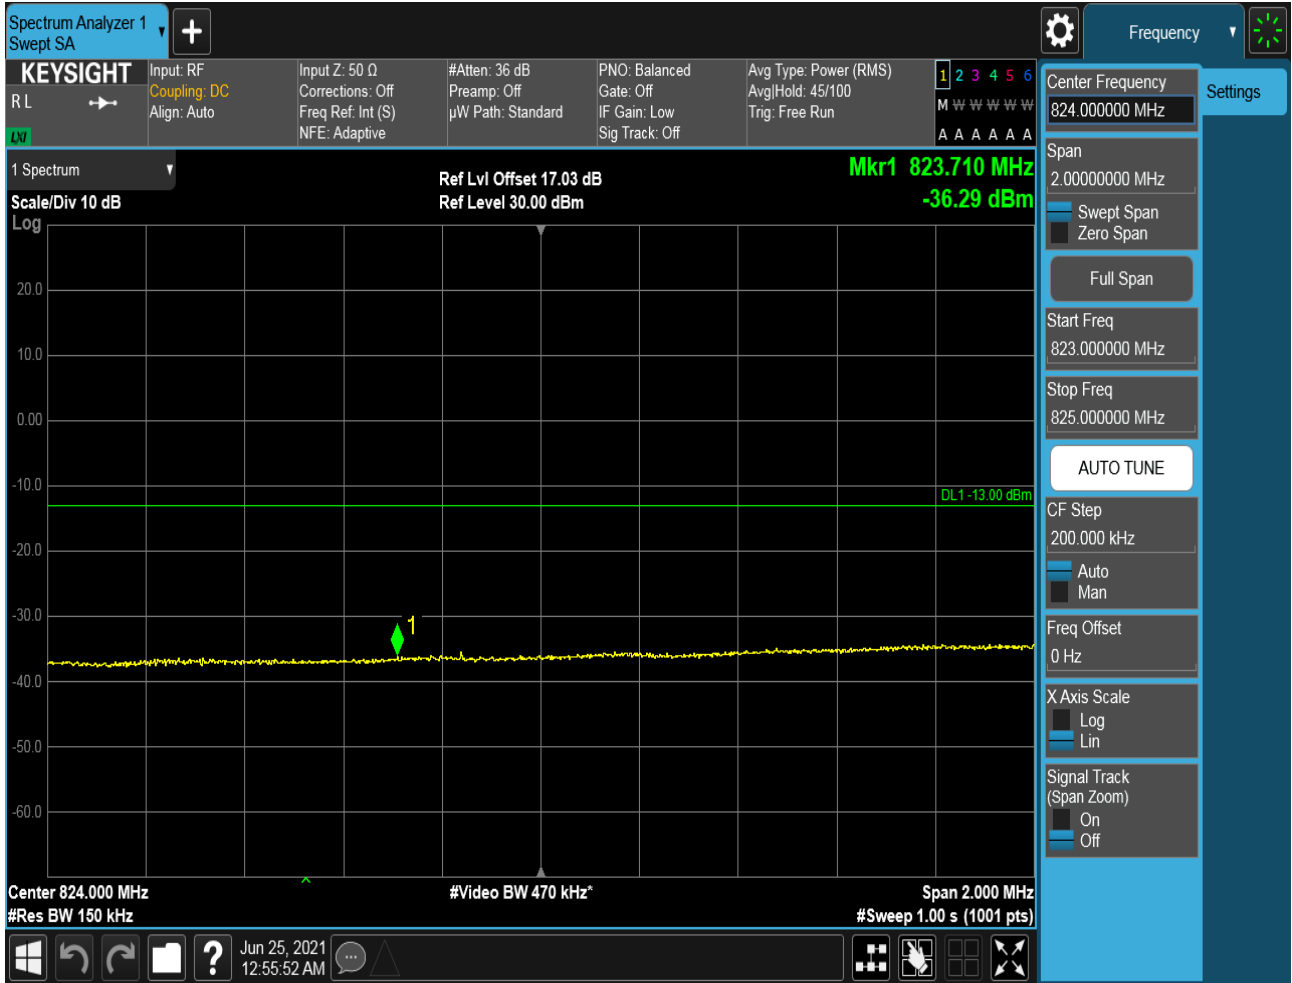 Spectrum Analyzer 1
Swept SA
Frequency
KEYSIGHT
R L
LXI
Input: RF
Coupling: DC
Align: Auto
Input Z: 50 Ω
Corrections: Off
Freq Ref: Int (S)
NFE: Adaptive
#Atten: 36 dB
Preamp: Off
µW Path: Standard
PNO: Balanced
Gate: Off
IF Gain: Low
Sig Track: Off
Avg Type: Power (RMS)
Avg|Hold: 45/100
Trig: Free Run
1 2 3 4 5 6
M W W W W W
A A A A A A
1 Spectrum
Scale/Div 10 dB
Log
Ref Lvl Offset 17.03 dB
Ref Level 30.00 dBm
Mkr1 823.710 MHz
-36.29 dBm
20.0
10.0
0.00
-10.0
-20.0
-30.0
-40.0
-50.0
-60.0
DL1 -13.00 dBm
1
Center 824.000 MHz
#Res BW 150 kHz
#Video BW 470 kHz*
Span 2.000 MHz
#Sweep 1.00 s (1001 pts)
Center Frequency
824.000000 MHz
Settings
Span
2.00000000 MHz
Swept Span
Zero Span
Full Span
Start Freq
823.000000 MHz
Stop Freq
825.000000 MHz
AUTO TUNE
CF Step
200.000 kHz
Auto
Man
Freq Offset
0 Hz
X Axis Scale
Log
Lin
Signal Track
(Span Zoom)
On
Off
?
Jun 25, 2021
12:55:52 AM